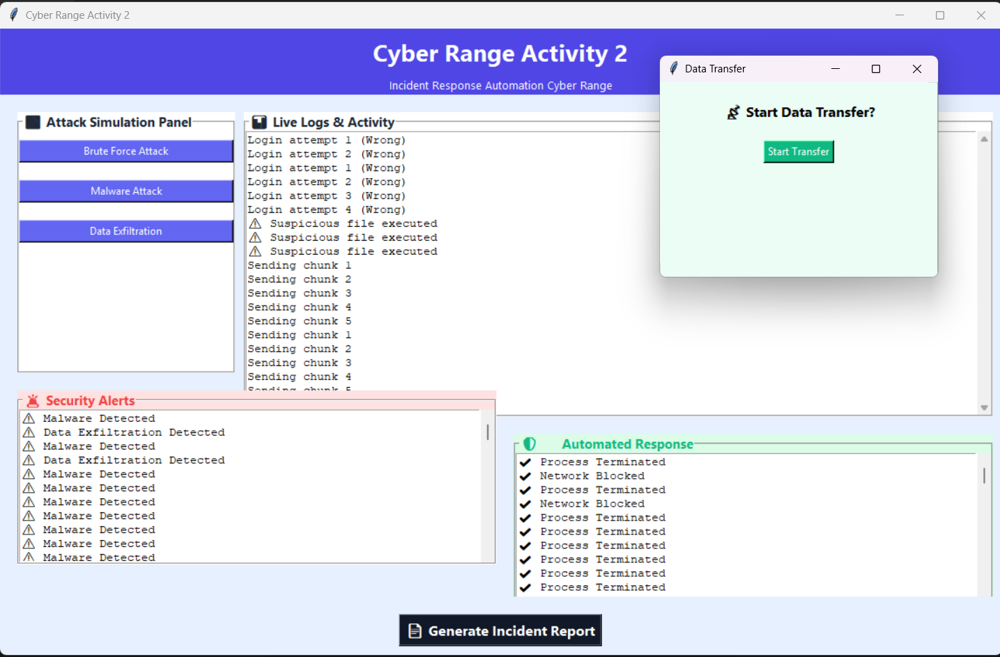 Cyber Range Activity 2
Cyber Range Activity 2
Incident Response Automation Cyber Range
Data Transfer
Start Data Transfer?
Start Transfer
Attack Simulation Panel
Brute Force Attack
Malware Attack
Data Exfiltration
Live Logs & Activity
Login attempt 1 (Wrong)
Login attempt 2 (Wrong)
Login attempt 1 (Wrong)
Login attempt 2 (Wrong)
Login attempt 3 (Wrong)
Login attempt 4 (Wrong)
⚠ Suspicious file executed
⚠ Suspicious file executed
⚠ Suspicious file executed
Sending chunk 1
Sending chunk 2
Sending chunk 3
Sending chunk 4
Sending chunk 5
Sending chunk 1
Sending chunk 2
Sending chunk 3
Sending chunk 4
Sending chunk 5
Security Alerts
⚠ Malware Detected
⚠ Data Exfiltration Detected
⚠ Malware Detected
⚠ Data Exfiltration Detected
⚠ Malware Detected
⚠ Malware Detected
⚠ Malware Detected
⚠ Malware Detected
⚠ Malware Detected
⚠ Malware Detected
⚠ Malware Detected
Automated Response
✔ Process Terminated
✔ Network Blocked
✔ Process Terminated
✔ Network Blocked
✔ Process Terminated
✔ Process Terminated
✔ Process Terminated
✔ Process Terminated
✔ Process Terminated
✔ Process Terminated
Generate Incident Report